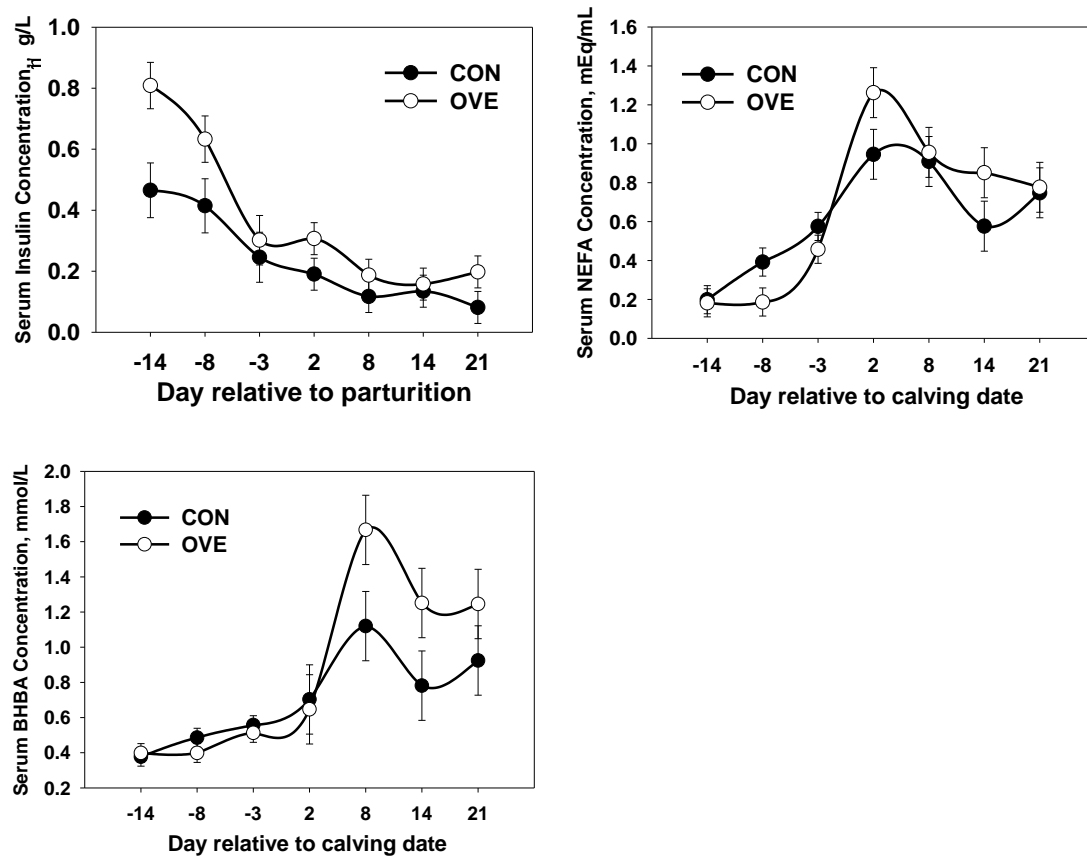 Serum Insulin Concentration, g/L
1.0
0.8
0.6
0.4
0.2
0.0
CON
OVE
-14 -8 -3 2 8 14 21
Day relative to parturition
Serum NEFA Concentration, mEq/mL
1.6
1.4
1.2
1.0
0.8
0.6
0.4
0.2
0.0
CON
OVE
-14 -8 -3 2 8 14 21
Day relative to calving date
Serum BHBA Concentration, mmol/L
2.0
1.8
1.6
1.4
1.2
1.0
0.8
0.6
0.4
0.2
CON
OVE
-14 -8 -3 2 8 14 21
Day relative to calving date